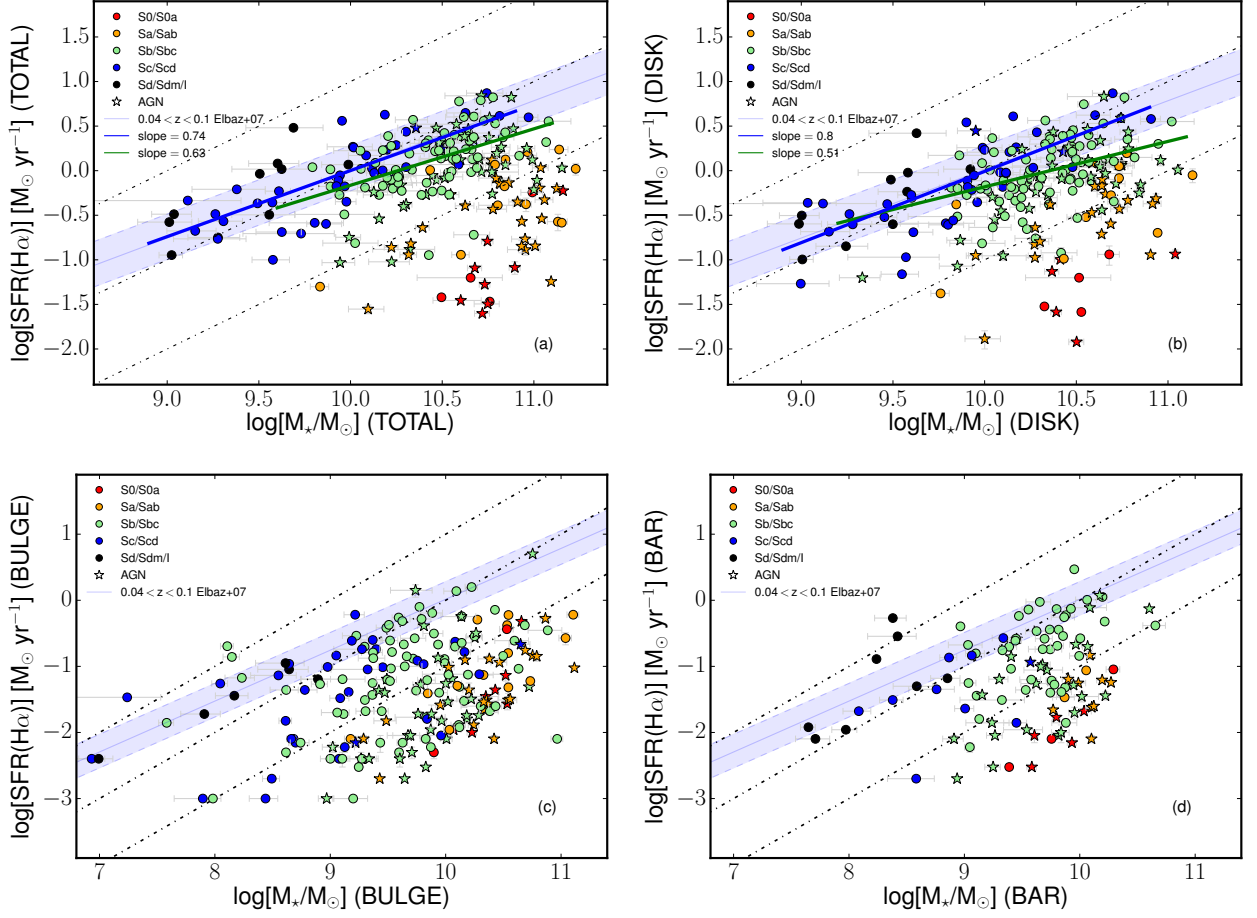 log[SFR(Hα)] [M⊙ yr⁻¹] (TOTAL)
1.5
1.0
0.5
0.0
−0.5
−1.0
−1.5
−2.0
S0/S0a
Sa/Sab
Sb/Sbc
Sc/Scd
Sd/Sdm/I
AGN
0.04 < z < 0.1 Elbaz+07
slope = 0.74
slope = 0.63
(a)
9.0 9.5 10.0 10.5 11.0
log[M⋆/M⊙] (TOTAL)
log[SFR(Hα)] [M⊙ yr⁻¹] (DISK)
1.5
1.0
0.5
0.0
−0.5
−1.0
−1.5
−2.0
S0/S0a
Sa/Sab
Sb/Sbc
Sc/Scd
Sd/Sdm/I
AGN
0.04 < z < 0.1 Elbaz+07
slope = 0.8
slope = 0.51
(b)
9.0 9.5 10.0 10.5 11.0
log[M⋆/M⊙] (DISK)
log[SFR(Hα)] [M⊙ yr⁻¹] (BULGE)
1
0
−1
−2
−3
S0/S0a
Sa/Sab
Sb/Sbc
Sc/Scd
Sd/Sdm/I
AGN
0.04 < z < 0.1 Elbaz+07
(c)
7 8 9 10 11
log[M⋆/M⊙] (BULGE)
log[SFR(Hα)] [M⊙ yr⁻¹] (BAR)
1
0
−1
−2
−3
S0/S0a
Sa/Sab
Sb/Sbc
Sc/Scd
Sd/Sdm/I
AGN
0.04 < z < 0.1 Elbaz+07
(d)
7 8 9 10 11
log[M⋆/M⊙] (BAR)